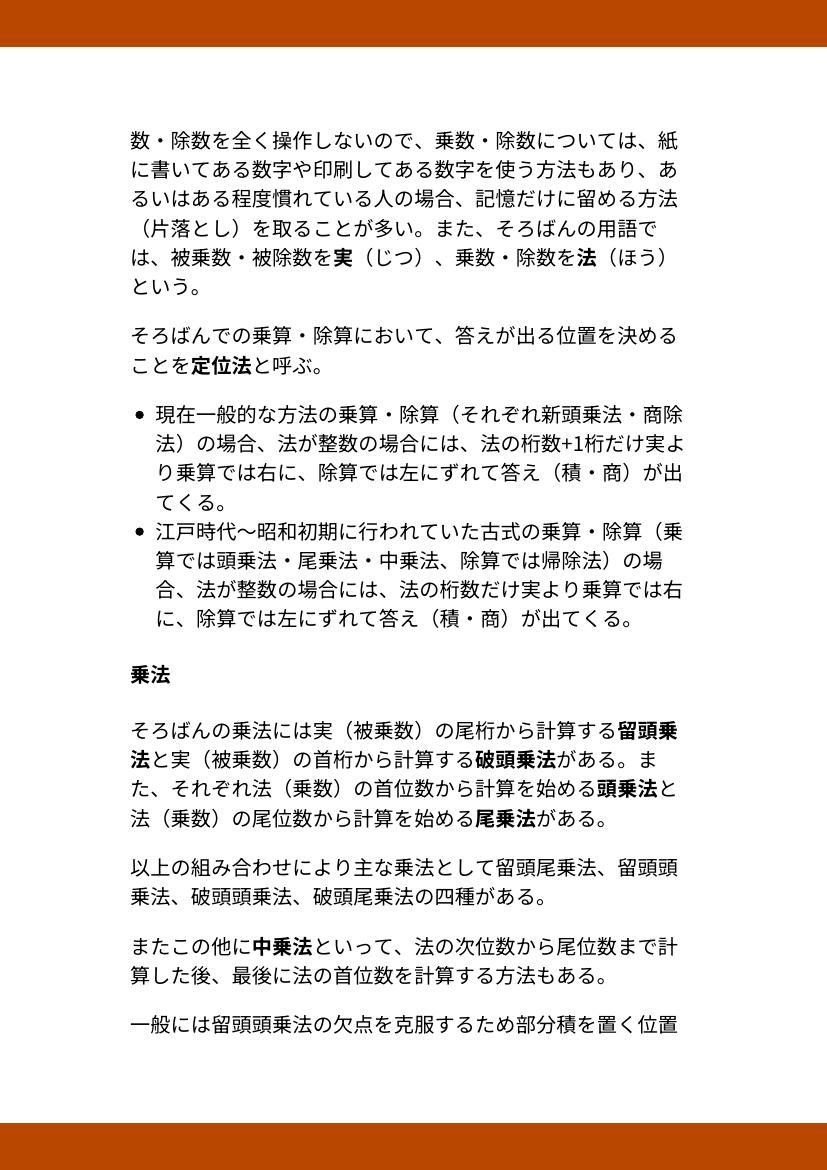 数・除数を全く操作しないので、乗数・除数については、紙
に書いてある数字や印刷してある数字を使う方法もあり、あ
るいはある程度慣れている人の場合、記憶だけに留める方法
（片落とし）を取ることが多い。また、そろばんの用語で
は、被乗数・被除数を実（じつ）、乗数・除数を法（ほう）
という。
そろばんでの乗算・除算において、答えが出る位置を決める
ことを定位法と呼ぶ。
• 現在一般的な方法の乗算・除算（それぞれ新頭乗法・商除
法）の場合、法が整数の場合には、法の桁数+1桁だけ実よ
り乗算では右に、除算では左にずれて答え（積・商）が出
てくる。
• 江戸時代～昭和初期に行われていた古式の乗算・除算（乗
算では頭乗法・尾乗法・中乗法、除算では帰除法）の場
合、法が整数の場合には、法の桁数だけ実より乗算では右
に、除算では左にずれて答え（積・商）が出てくる。
乗法
そろばんの乗法には実（被乗数）の尾桁から計算する留頭乗
法と実（被乗数）の首桁から計算する破頭乗法がある。ま
た、それぞれ法（乗数）の首位数から計算を始める頭乗法と
法（乗数）の尾位数から計算を始める尾乗法がある。
以上の組み合わせにより主な乗法として留頭尾乗法、留頭頭
乗法、破頭頭乗法、破頭尾乗法の四種がある。
またこの他に中乗法といって、法の次位数から尾位数まで計
算した後、最後に法の首位数を計算する方法もある。
一般には留頭頭乗法の欠点を克服するため部分積を置く位置